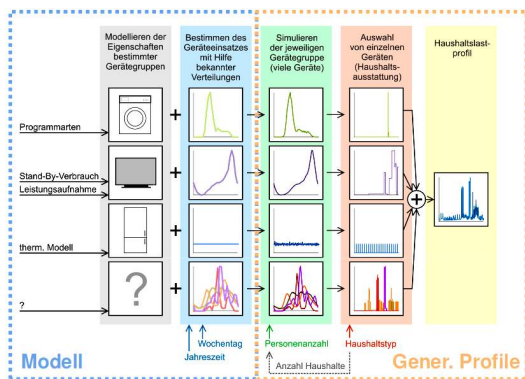 Modellieren der
Eigenschaften
bestimmter
Gerätegruppen
Bestimmen des
Geräteeinsatzes
mit Hilfe
bekannter
Verteilungen
Simulieren
der jeweiligen
Gerätegruppe
(viele Geräte)
Auswahl
von einzelnen
Geräten
(Haushalts-
ausstattung)
Haushaltslast-
profil
Programmarten
+
Stand-By-Verbrauch
Leistungsaufnahme
+
+
therm. Modell
+
?
?
+
Wochentag
Jahreszeit
Personenanzahl
Haushaltstyp
Anzahl Haushalte
Modell
Gener. Profile